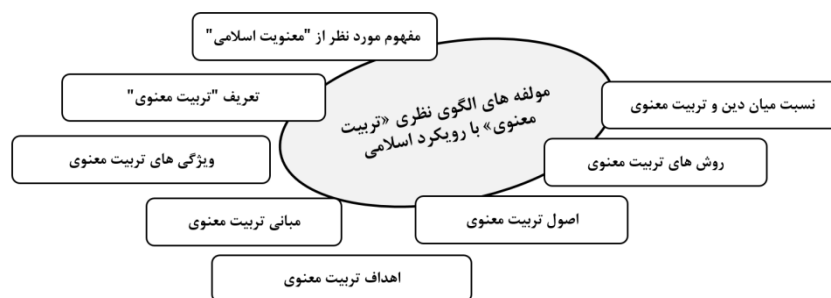 مفهوم مورد نظر از "معنویت اسلامی"
مولفه های الگوی نظری «تربیت
معنوی» با رویکرد اسلامی
تعریف "تربیت معنوی"
نسبت میان دین و تربیت معنوی
ویژگی های تربیت معنوی
روش های تربیت معنوی
مبانی تربیت معنوی
اصول تربیت معنوی
اهداف تربیت معنوی